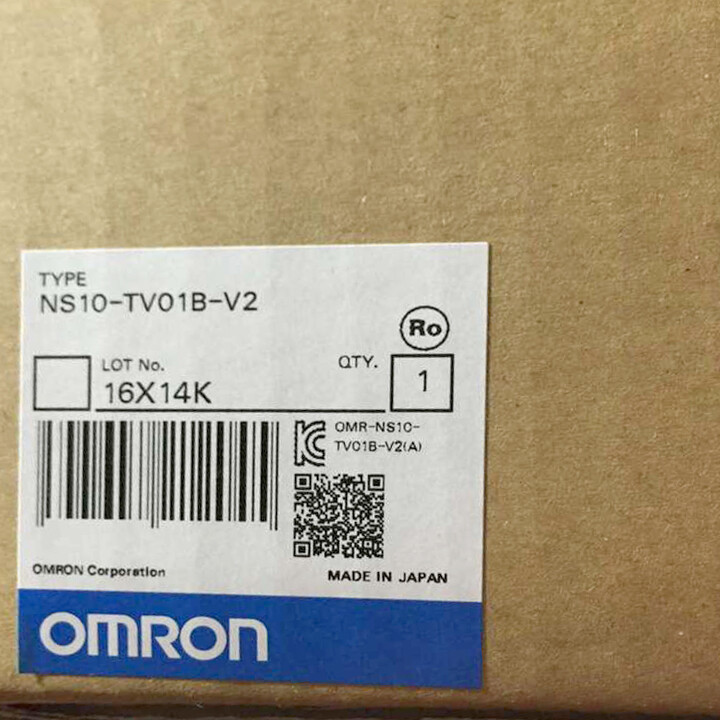 TYPE
NS10-TV01B-V2
Ro
LOT No.
16X14K
QTY.
1
OMR-NS10-
TV01B-V2(A)
OMRON Corporation
MADE IN JAPAN
OMRON